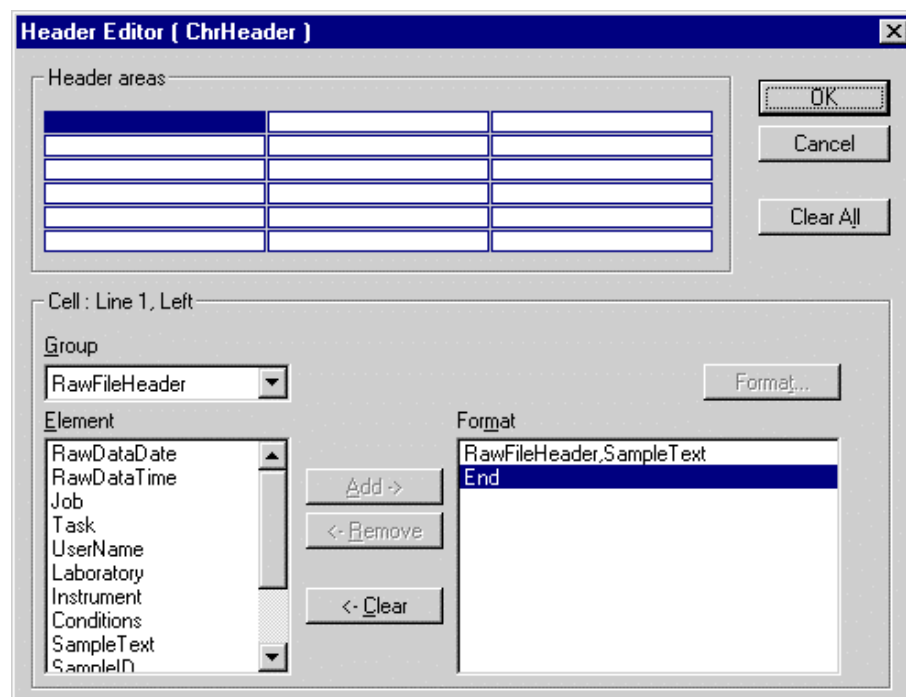 Header Editor [ ChrHeader ]
Header areas
OK
Cancel
Clear All
Cell : Line 1, Left
Group
RawFileHeader
Format...
Element
Format
RawDataDate
RawDataTime
Job
Task
UserName
Laboratory
Instrument
Conditions
SampleText
SampleID
Add ->
<- Remove
<- Clear
RawFileHeader,SampleText
End